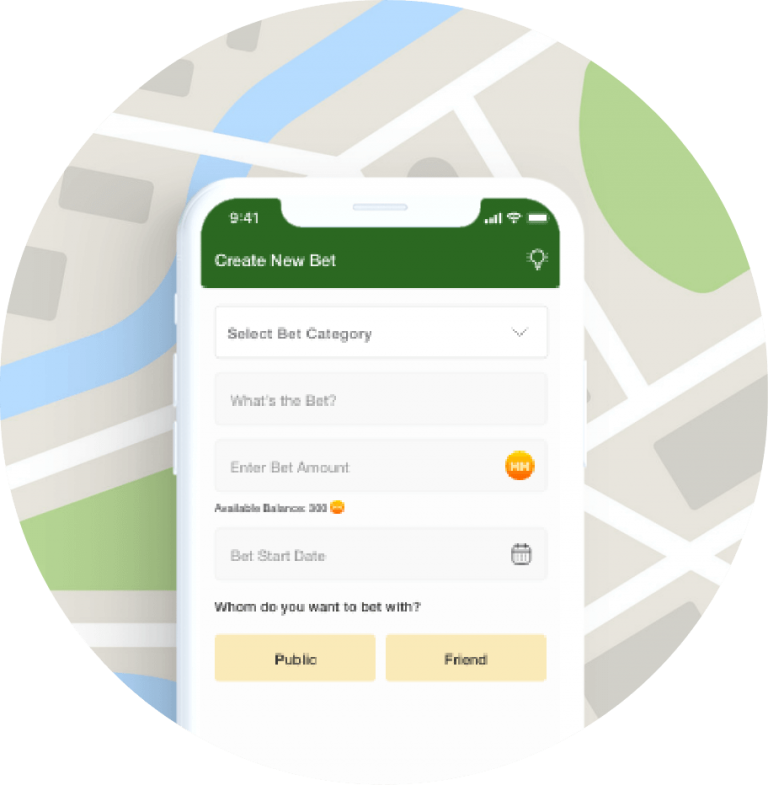 9:41
Create New Bet
Select Bet Category
What's the Bet?
Enter Bet Amount HH
Available Balance: 300
Bet Start Date
Whom do you want to bet with?
Public Friend